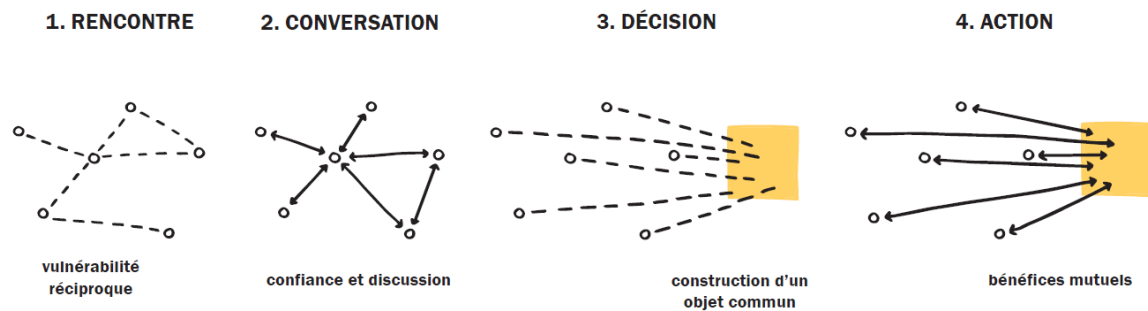 1. RENCONTRE
2. CONVERSATION
3. DÉCISION
4. ACTION
vulnérabilité
réciproque
confiance et discussion
construction d'un
objet commun
bénéfices mutuels